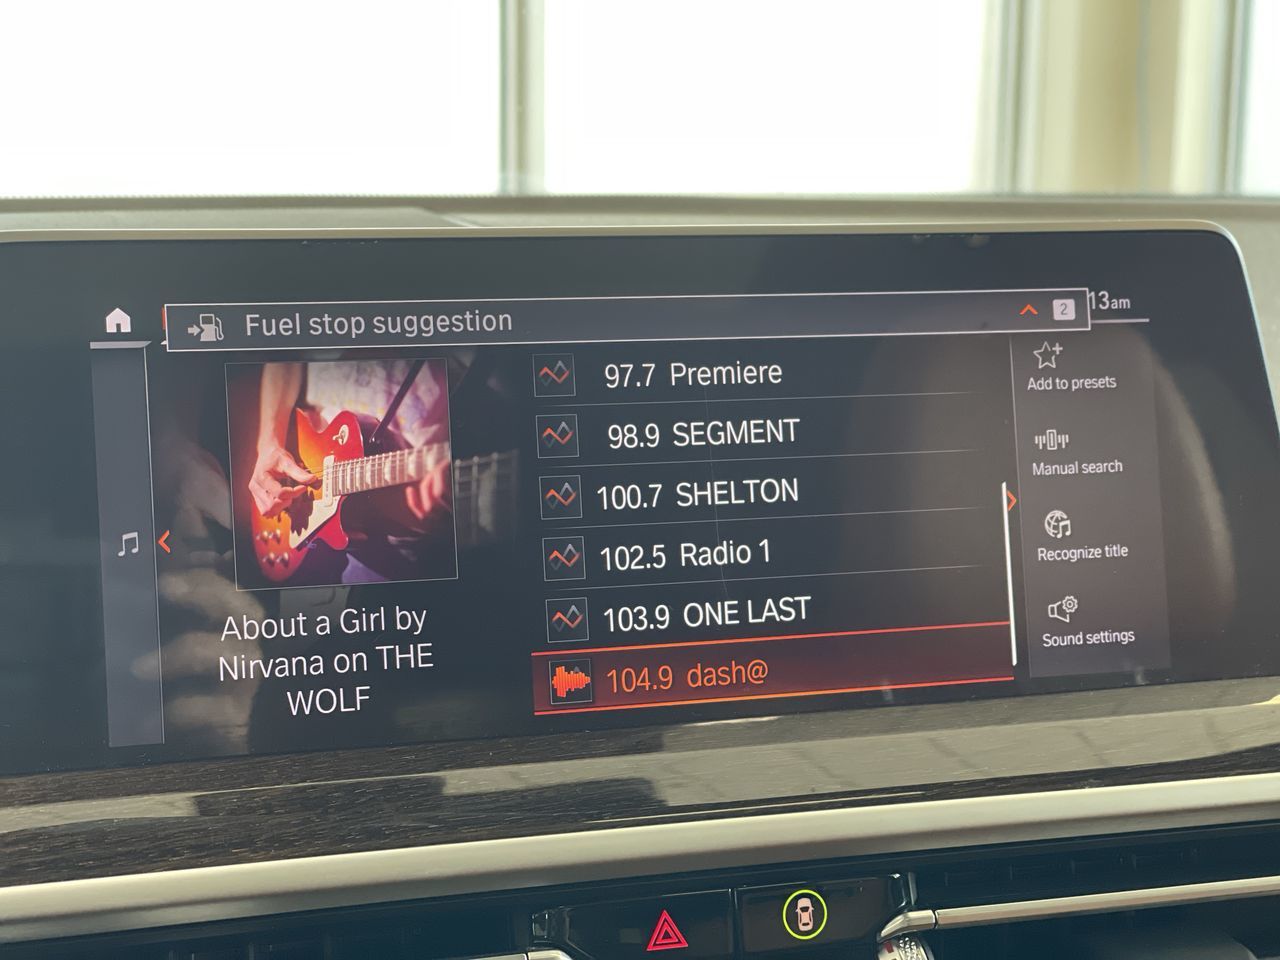 Fuel stop suggestion
2
13am
97.7 Premiere
98.9 SEGMENT
100.7 SHELTON
102.5 Radio 1
103.9 ONE LAST
104.9 dash@
About a Girl by
Nirvana on THE
WOLF
Add to presets
Manual search
Recognize title
Sound settings